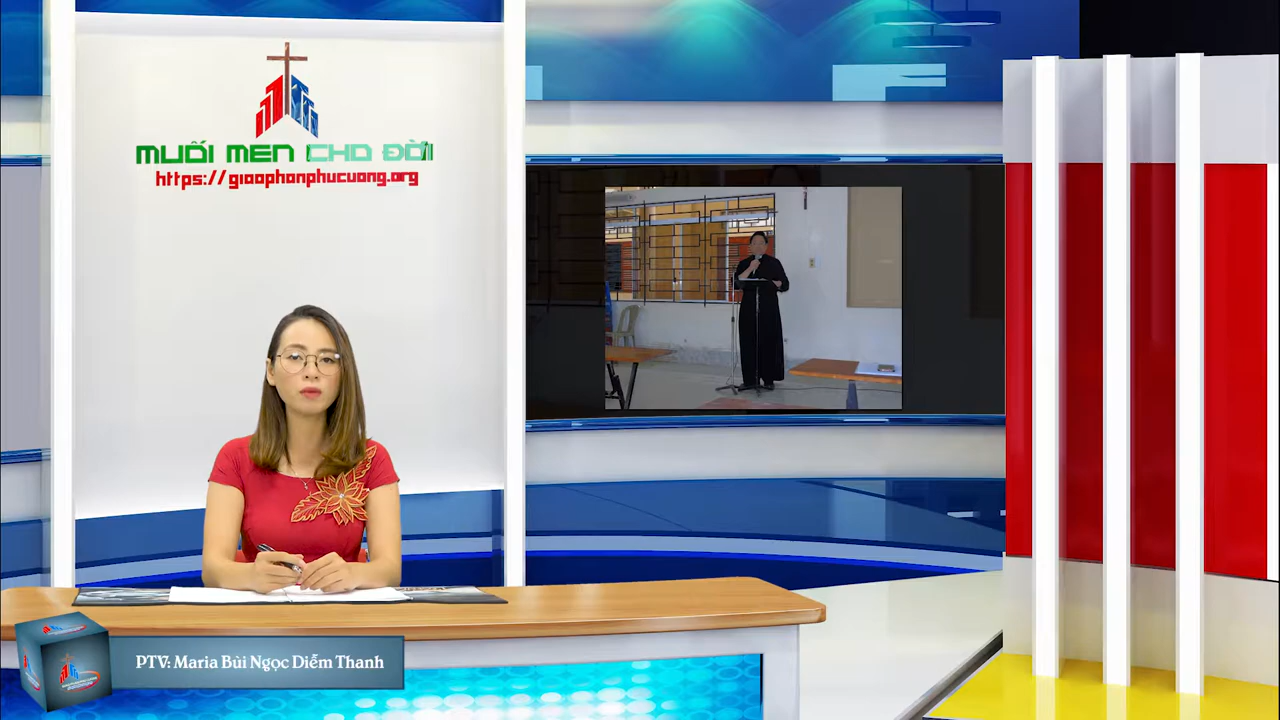 MUỐI MEN CHO ĐỜI
https://giaophanphucuong.org
PTV: Maria Bùi Ngọc Diễm Thanh